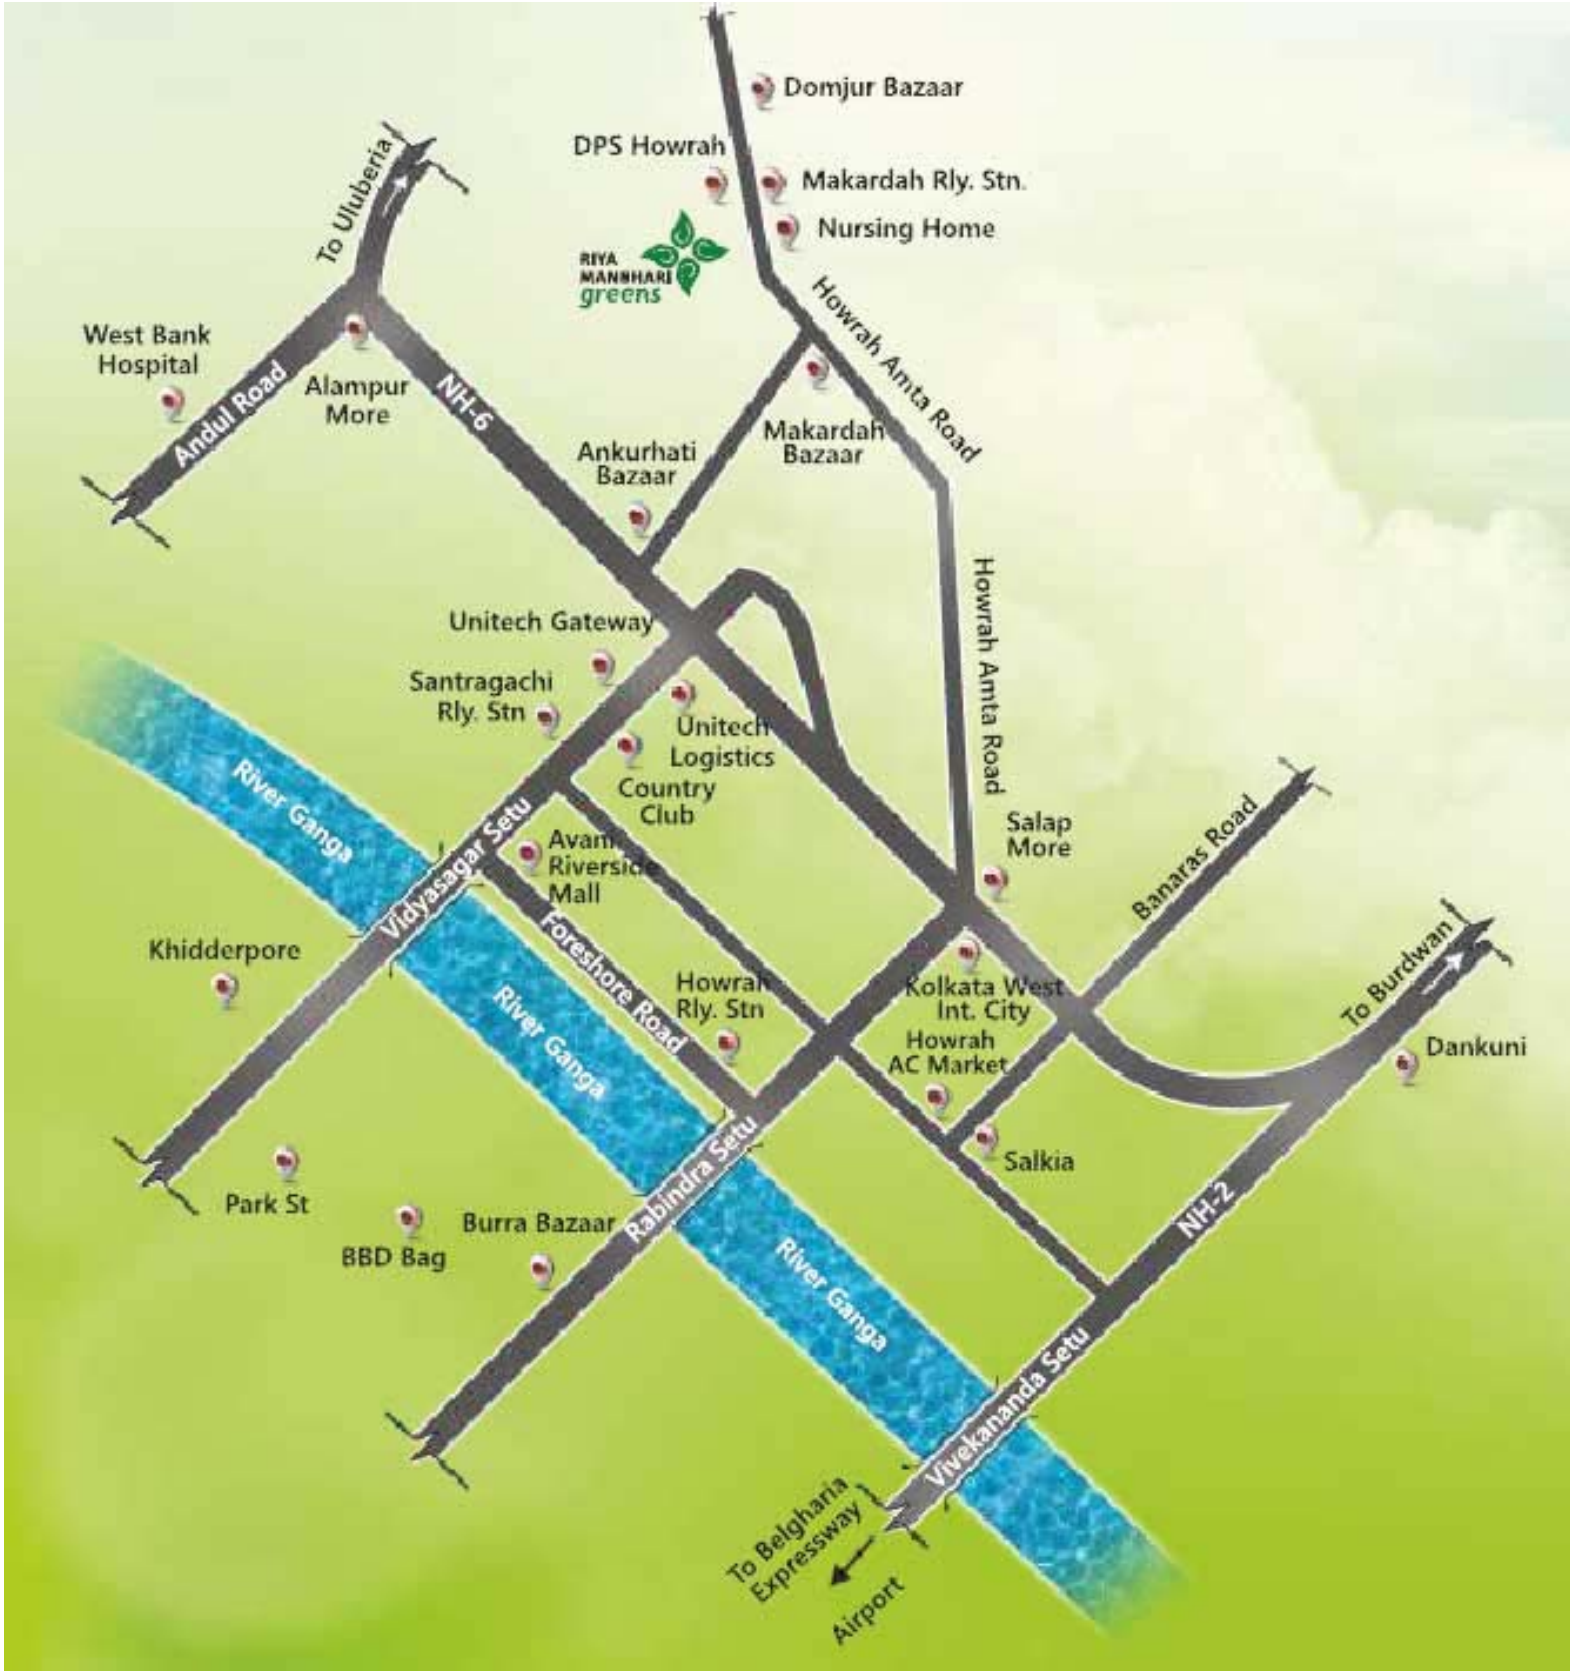 Domjur Bazaar
DPS Howrah
Makardah Rly. Stn.
Nursing Home
To Uluberia
RIYA
MANBHARI
greens
Howrah Amta Road
West Bank
Hospital
Andul Road
Alampur
More
NH-6
Ankurhati
Bazaar
Makardah
Bazaar
Howrah Amta Road
Unitech Gateway
Santragachi
Rly. Stn
Unitech
Logistics
Country
Club
River Ganga
Vidyasagar Setu
Avani
Riverside
Mall
Salap
More
Banaras Road
To Burdwan
Khidderpore
Foreshore Road
River Ganga
Howrah
Rly. Stn
Kolkata West
Int. City
Howrah
AC Market
Dankuni
Salkia
Park St
BBD Bag
Burra Bazaar
Rabindra Setu
NH-2
River Ganga
Vivekananda Setu
To Belgharia
Expressway
Airport